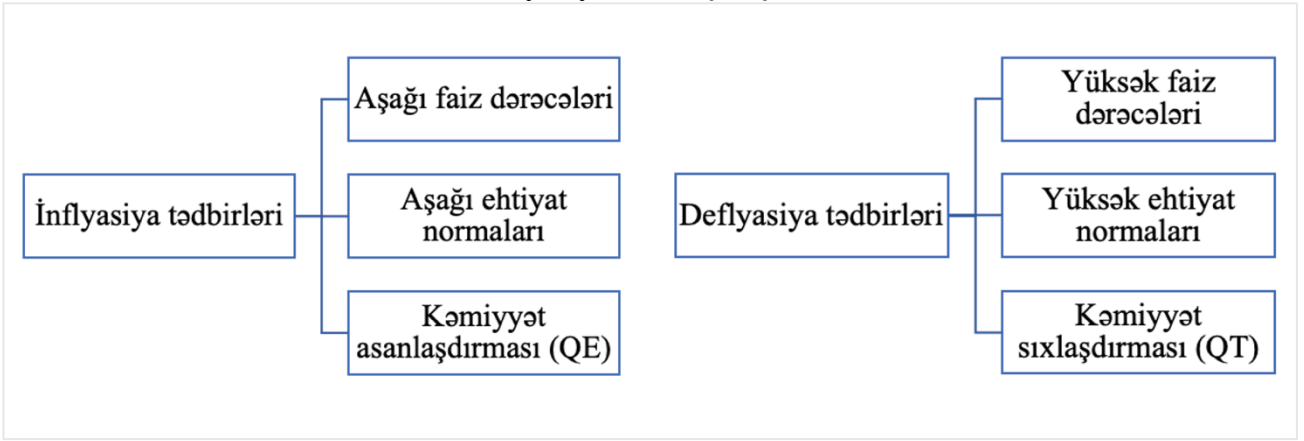 Aşağı faiz dərəcələri
İnflyasiya tədbirləri
Aşağı ehtiyat
normaları
Kəmiyyət
asanlaşdırması (QE)
Yüksək faiz
dərəcələri
Deflyasiya tədbirləri
Yüksək ehtiyat
normaları
Kəmiyyət
sıxlaşdırması (QT)